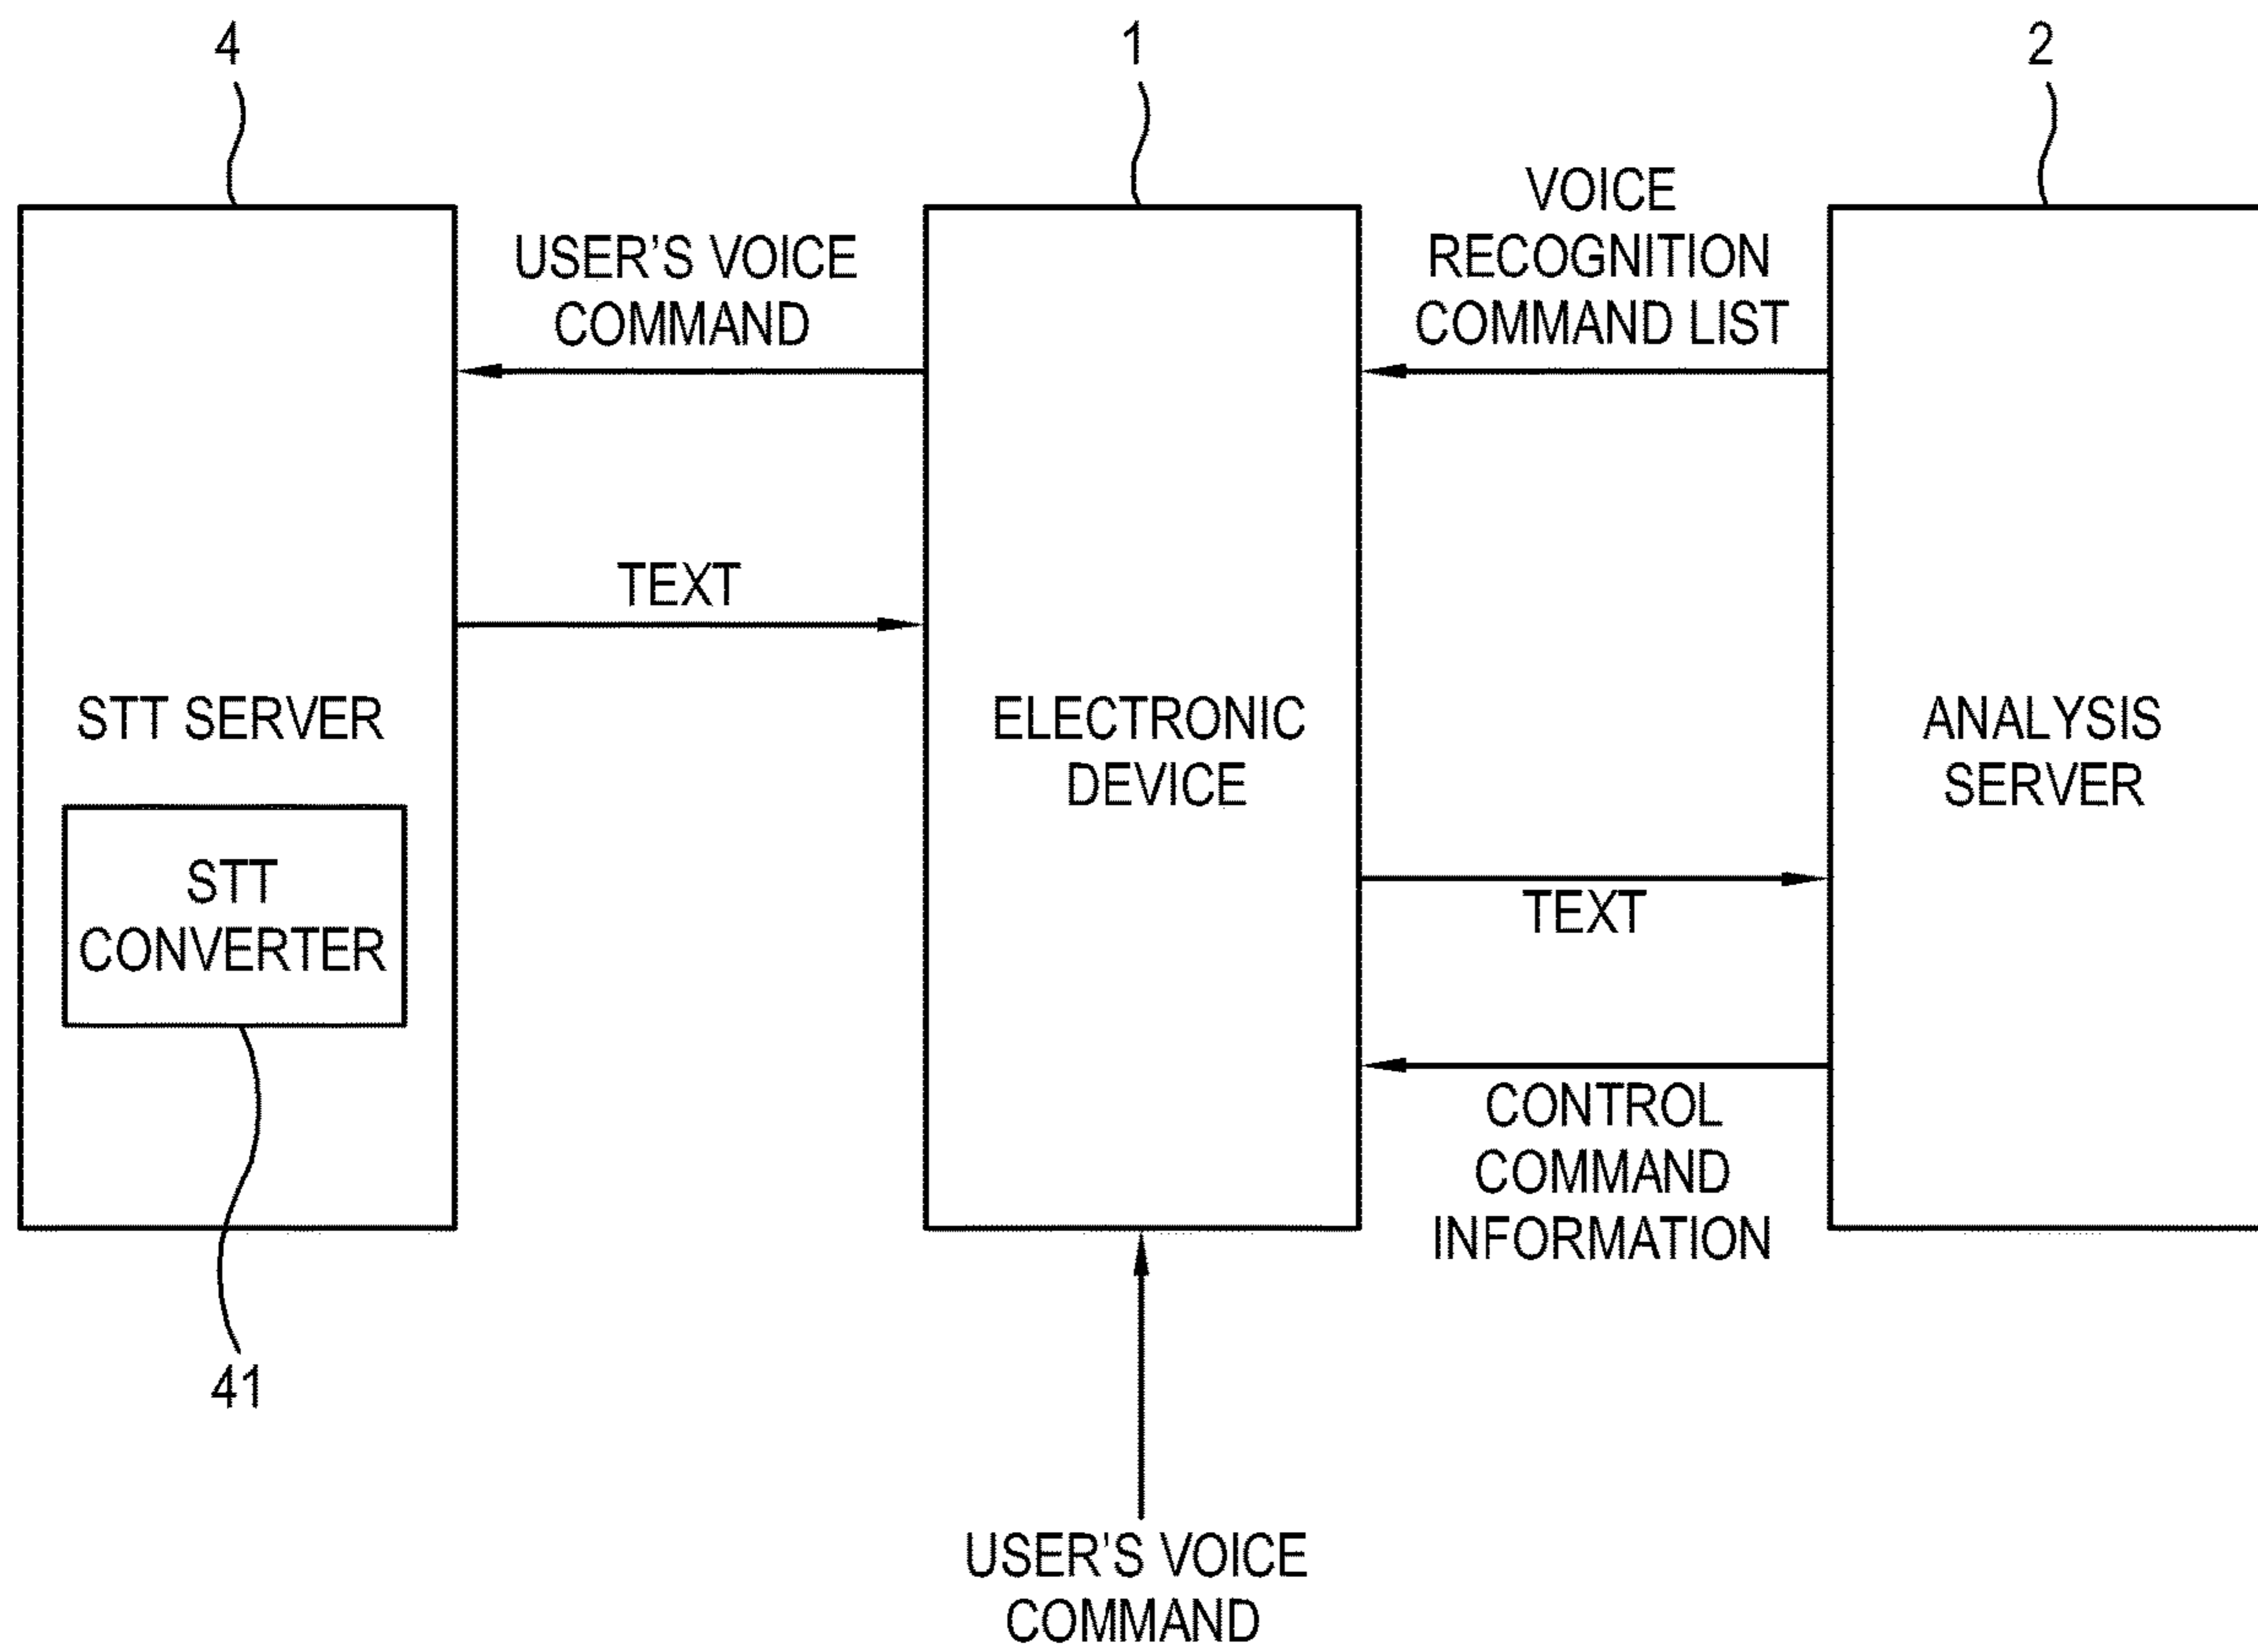 4
1
2
USER'S VOICE
COMMAND
VOICE
RECOGNITION
COMMAND LIST
TEXT
STT SERVER
STT
CONVERTER
ELECTRONIC
DEVICE
ANALYSIS
SERVER
TEXT
CONTROL
COMMAND
INFORMATION
41
USER'S VOICE
COMMAND